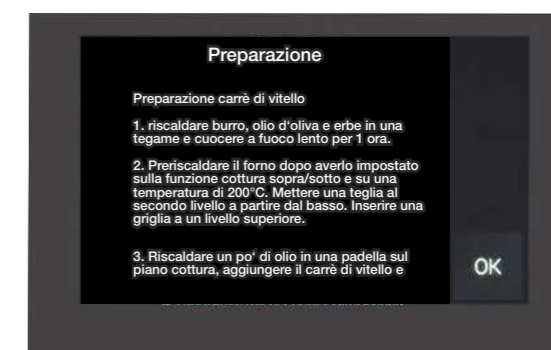 Preparazione
Preparazione carrè di vitello
1. riscaldare burro, olio d'oliva e erbe in una
tegame e cuocere a fuoco lento per 1 ora.
2. Preriscaldare il forno dopo averlo impostato
sulla funzione cottura sopra/sotto e su una
temperatura di 200°C. Mettere una teglia al
secondo livello a partire dal basso. Inserire una
griglia a un livello superiore.
3. Riscaldare un po' di olio in una padella sul
piano cottura, aggiungere il carrè di vitello e
OK